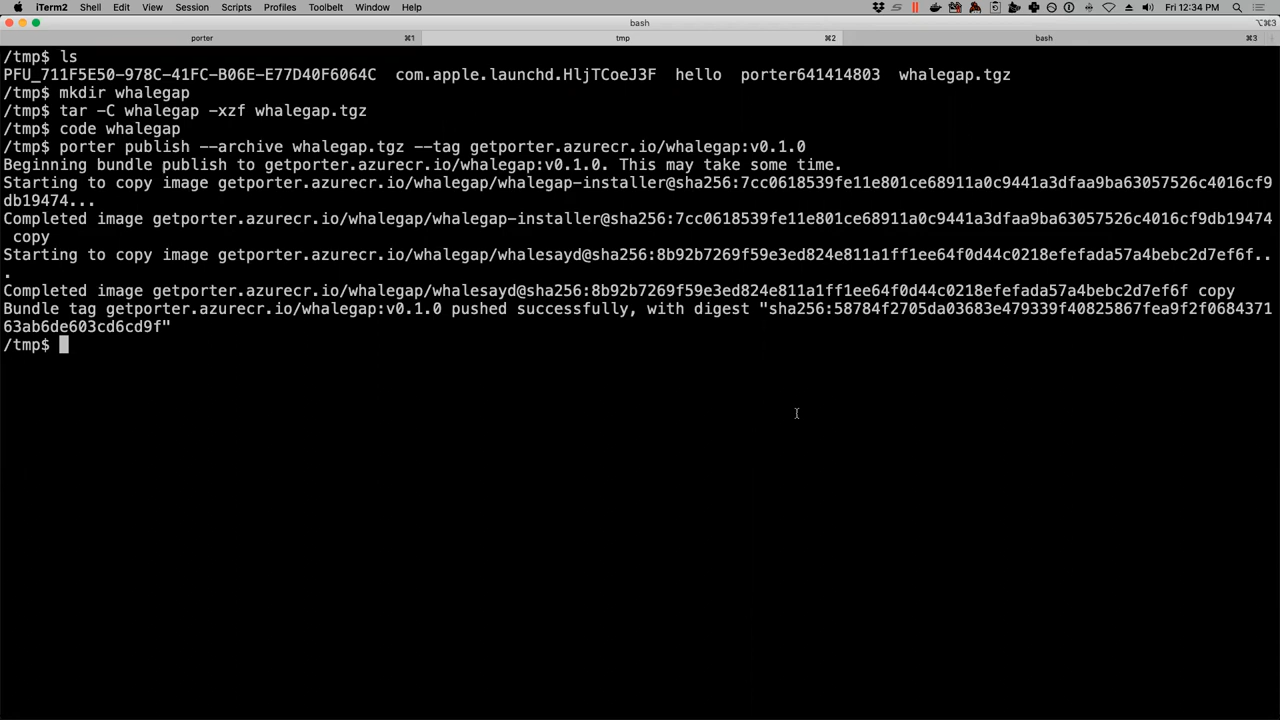 iTerm2 Shell Edit View Session Scripts Profiles Toolbelt Window Help Fri 12:34 PM
bash ⌥⌘3
porter ⌘1 tmp ⌘2 bash ⌘3
/tmp$ ls
PFU_711F5E50-978C-41FC-B06E-E77D40F6064C com.apple.launchd.HljTCoeJ3F hello porter641414803 whalegap.tgz
/tmp$ mkdir whalegap
/tmp$ tar -C whalegap -xzf whalegap.tgz
/tmp$ code whalegap
/tmp$ porter publish --archive whalegap.tgz --tag getporter.azurecr.io/whalegap:v0.1.0
Beginning bundle publish to getporter.azurecr.io/whalegap:v0.1.0. This may take some time.
Starting to copy image getporter.azurecr.io/whalegap/whalegap-installer@sha256:7cc0618539fe11e801ce68911a0c9441a3dfaa9ba63057526c4016cf9
db19474...
Completed image getporter.azurecr.io/whalegap/whalegap-installer@sha256:7cc0618539fe11e801ce68911a0c9441a3dfaa9ba63057526c4016cf9db19474
copy
Starting to copy image getporter.azurecr.io/whalegap/whalesayd@sha256:8b92b7269f59e3ed824e811a1ff1ee64f0d44c0218efefada57a4bebc2d7ef6f..
.
Completed image getporter.azurecr.io/whalegap/whalesayd@sha256:8b92b7269f59e3ed824e811a1ff1ee64f0d44c0218efefada57a4bebc2d7ef6f copy
Bundle tag getporter.azurecr.io/whalegap:v0.1.0 pushed successfully, with digest "sha256:58784f2705da03683e479339f40825867fea9f2f0684371
63ab6de603cd6cd9f"
/tmp$